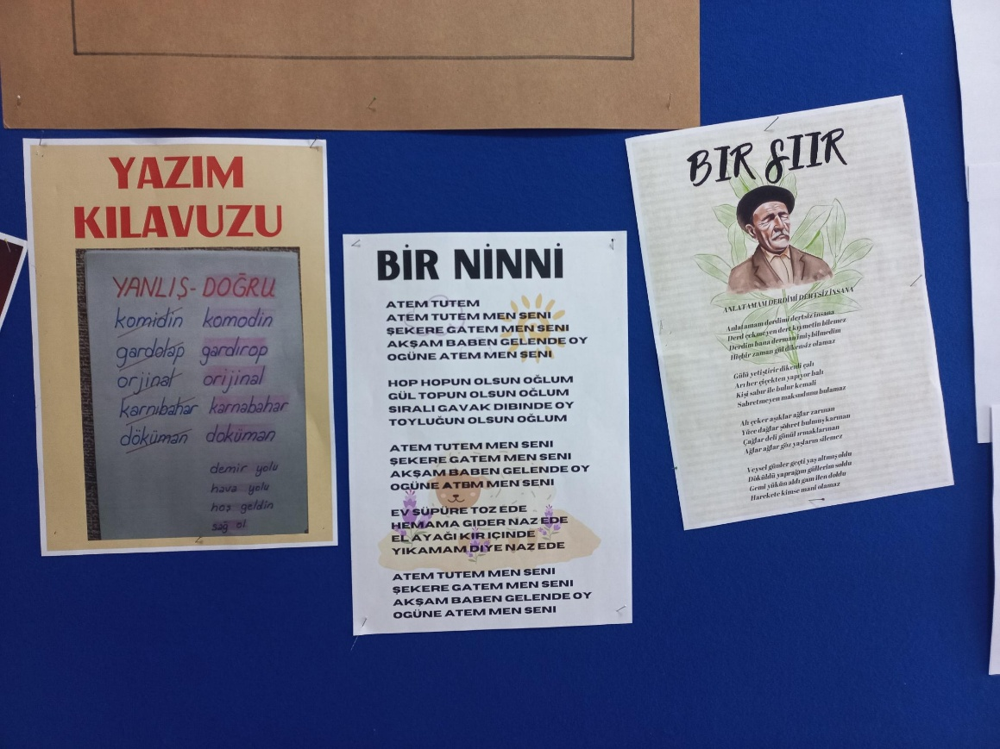 YAZIM
KILAVUZU
YANLIŞ- DOĞRU
komidin komodin
gardolap gardırop
orjinal orijinal
karnıbahar karnabahar
döküman doküman
demir yolu
hava yolu
hoş geldin
sağ ol.
BİR NİNNİ
ATEM TUTEM
ATEM TUTEM MEN SENI
ŞEKERE GATEM MEN SENI
AKŞAM BABEN GELENDE OY
OGÜNE ATEM MEN SENI
HOP HOPUN OLSUN OĞLUM
GÜL TOPUN OLSUN OĞLUM
SIRALI GAVAK DIBINDE OY
TOYLUĞUN OLSUN OĞLUM
ATEM TUTEM MEN SENI
ŞEKERE GATEM MEN SENI
AKŞAM BABEN GELENDE OY
OGÜNE ATBM MEN SENI
EV SÜPÜRE TOZ EDE
HEMAMA GIDER NAZ EDE
EL AYAĞI KIR IÇINDE
YIKAMAM DIYE NAZ EDE
ATEM TUTEM MEN SENI
ŞEKERE GATEM MEN SENI
AKŞAM BABEN GELENDE OY
OGÜNE ATEM MEN SENI
BIR ŞIIR
ANLATAMAM DERDİMİ DERTSİZ İNSANA
Anlatamam derdimi dertsiz insana
Derd çekmeyen dert kıymetin bilemez
Derdim bana derman imiş bilmedim
Hiçbir zaman gül dikensiz olamaz
Gülü yetiştirir dikenli çalı
Arı her çiçekten yapıyor balı
Kişi sabır ile bulur kemali
Sabretmeyen maksudunu bulamaz
Ah çeker aşıklar ağlar zarınan
Yüce dağlar şöhret bulmuş karınan
Çağlar deli gönül ırmaklarınan
Ağlar ağlar göz yaşların silemez
Veysel günler geçti yaş altmış oldu
Döküldü yaprağım güllerim soldu
Gemi yükün aldı gam ilen doldu
Harekete kimse mani olamaz